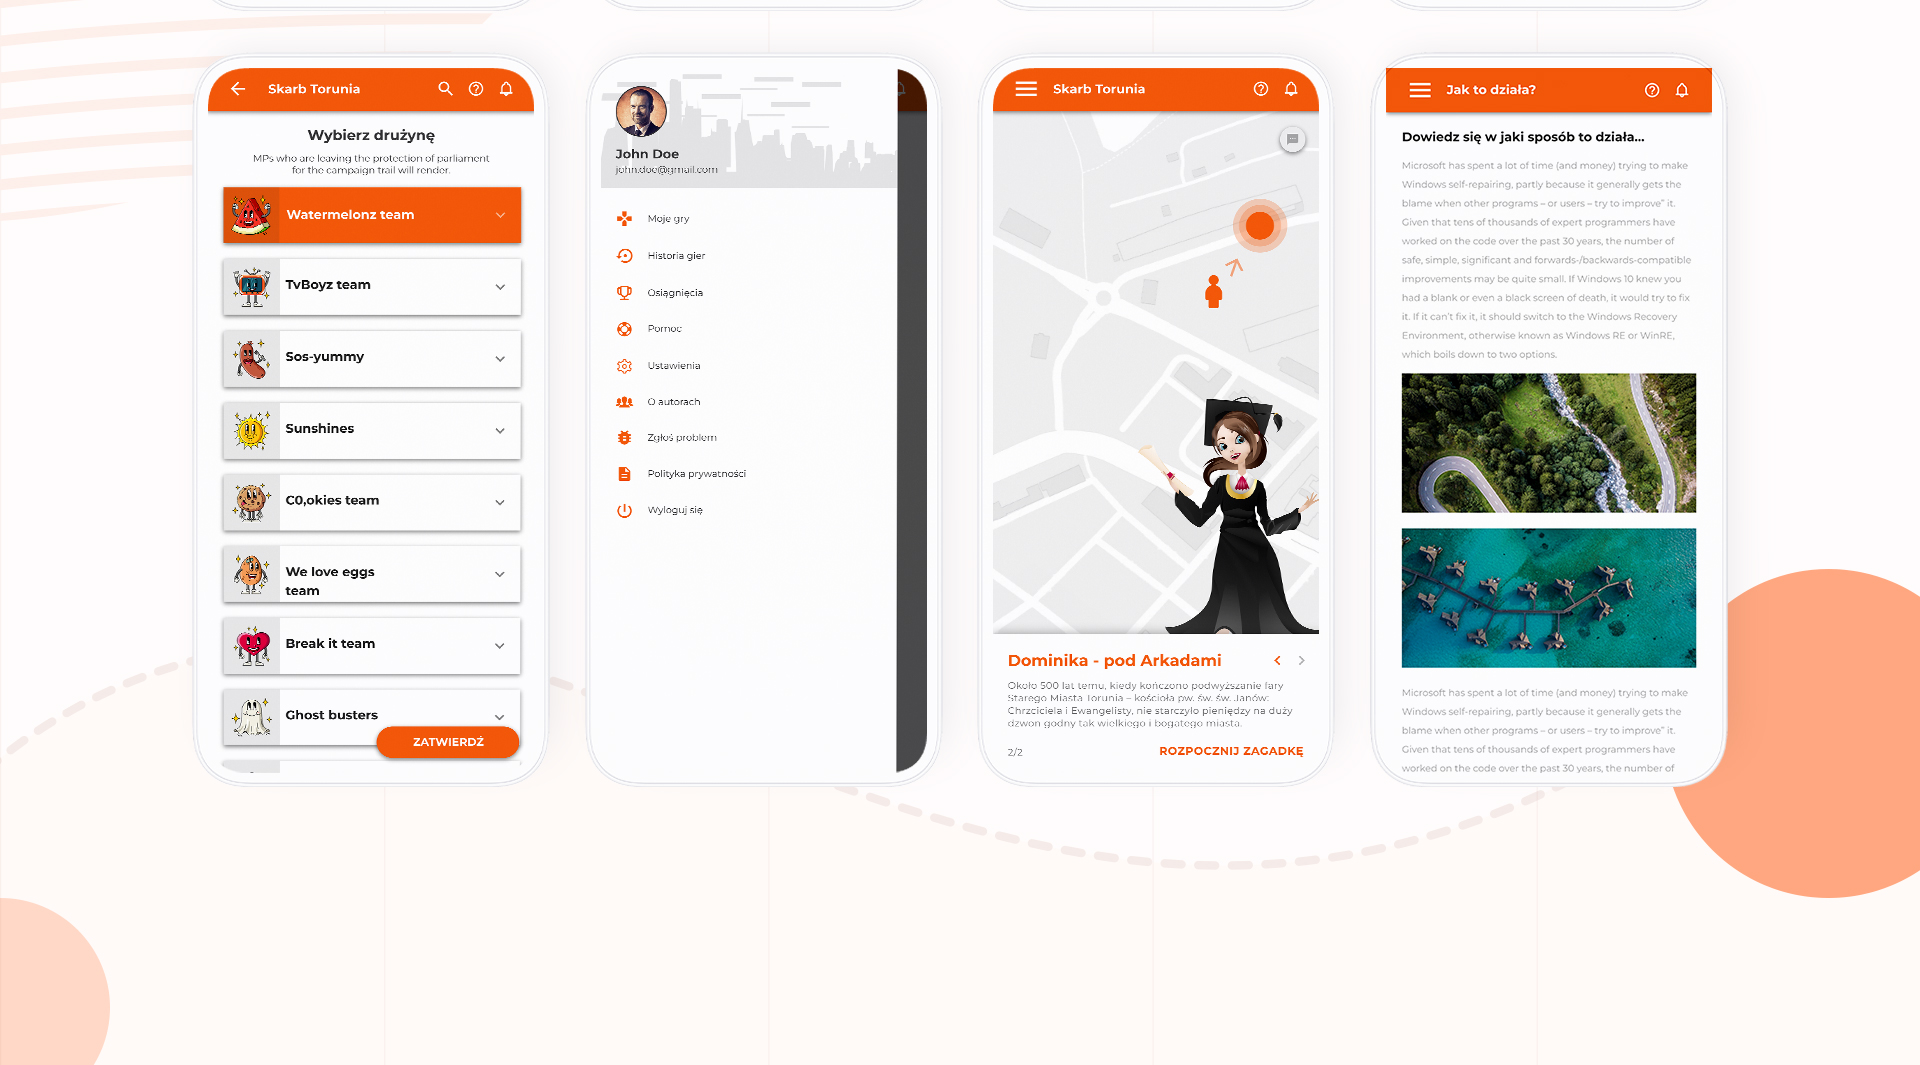 Skarb Torunia
Wybierz drużynę
MPs who are leaving the protection of parliament
for the campaign trail will render.
Watermelonz team
TvBoyz team
Sos-yummy
Sunshines
C0,okies team
We love eggs
team
Break it team
Ghost busters
ZATWIERDŹ
John Doe
john.doe@gmail.com
Moje gry
Historia gier
Osiągnięcia
Pomoc
Ustawienia
O autorach
Zgłoś problem
Polityka prywatności
Wyloguj się
Skarb Torunia
Dominika - pod Arkadami
Około 500 lat temu, kiedy kończono podwyższanie fary
Starego Miasta Torunia – kościoła pw. św. św. Janów:
Chrzciciela i Ewangelisty, nie starczyło pieniędzy na duży
dzwon godny tak wielkiego i bogatego miasta.
2/2
ROZPOCZNIJ ZAGADKĘ
Jak to działa?
Dowiedz się w jaki sposób to działa...
Microsoft has spent a lot of time (and money) trying to make
Windows self-repairing, partly because it generally gets the
blame when other programs – or users – try to improve" it.
Given that tens of thousands of expert programmers have
worked on the code over the past 30 years, the number of
safe, simple, significant and forwards-/backwards-compatible
improvements may be quite small. If Windows 10 knew you
had a blank or even a black screen of death, it would try to fix
it. If it can't fix it, it should switch to the Windows Recovery
Environment, otherwise known as Windows RE or WinRE,
which boils down to two options.
Microsoft has spent a lot of time (and money) trying to make
Windows self-repairing, partly because it generally gets the
blame when other programs – or users – try to improve" it.
Given that tens of thousands of expert programmers have
worked on the code over the past 30 years, the number of